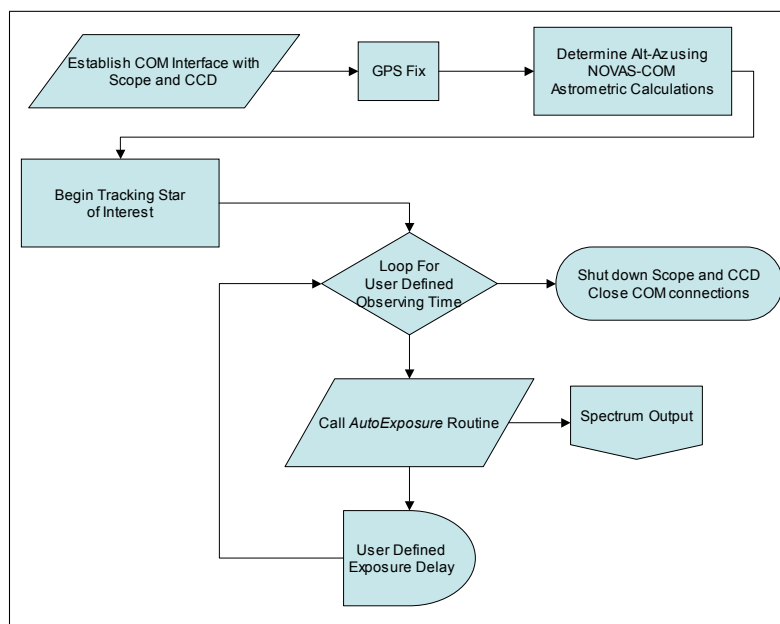 Establish COM Interface with
Scope and CCD
GPS Fix
Determine Alt-Az using
NOVAS-COM
Astrometric Calculations
Begin Tracking Star
of Interest
Loop For
User Defined
Observing Time
Shut down Scope and CCD
Close COM connections
Call AutoExposure Routine
Spectrum Output
User Defined
Exposure Delay